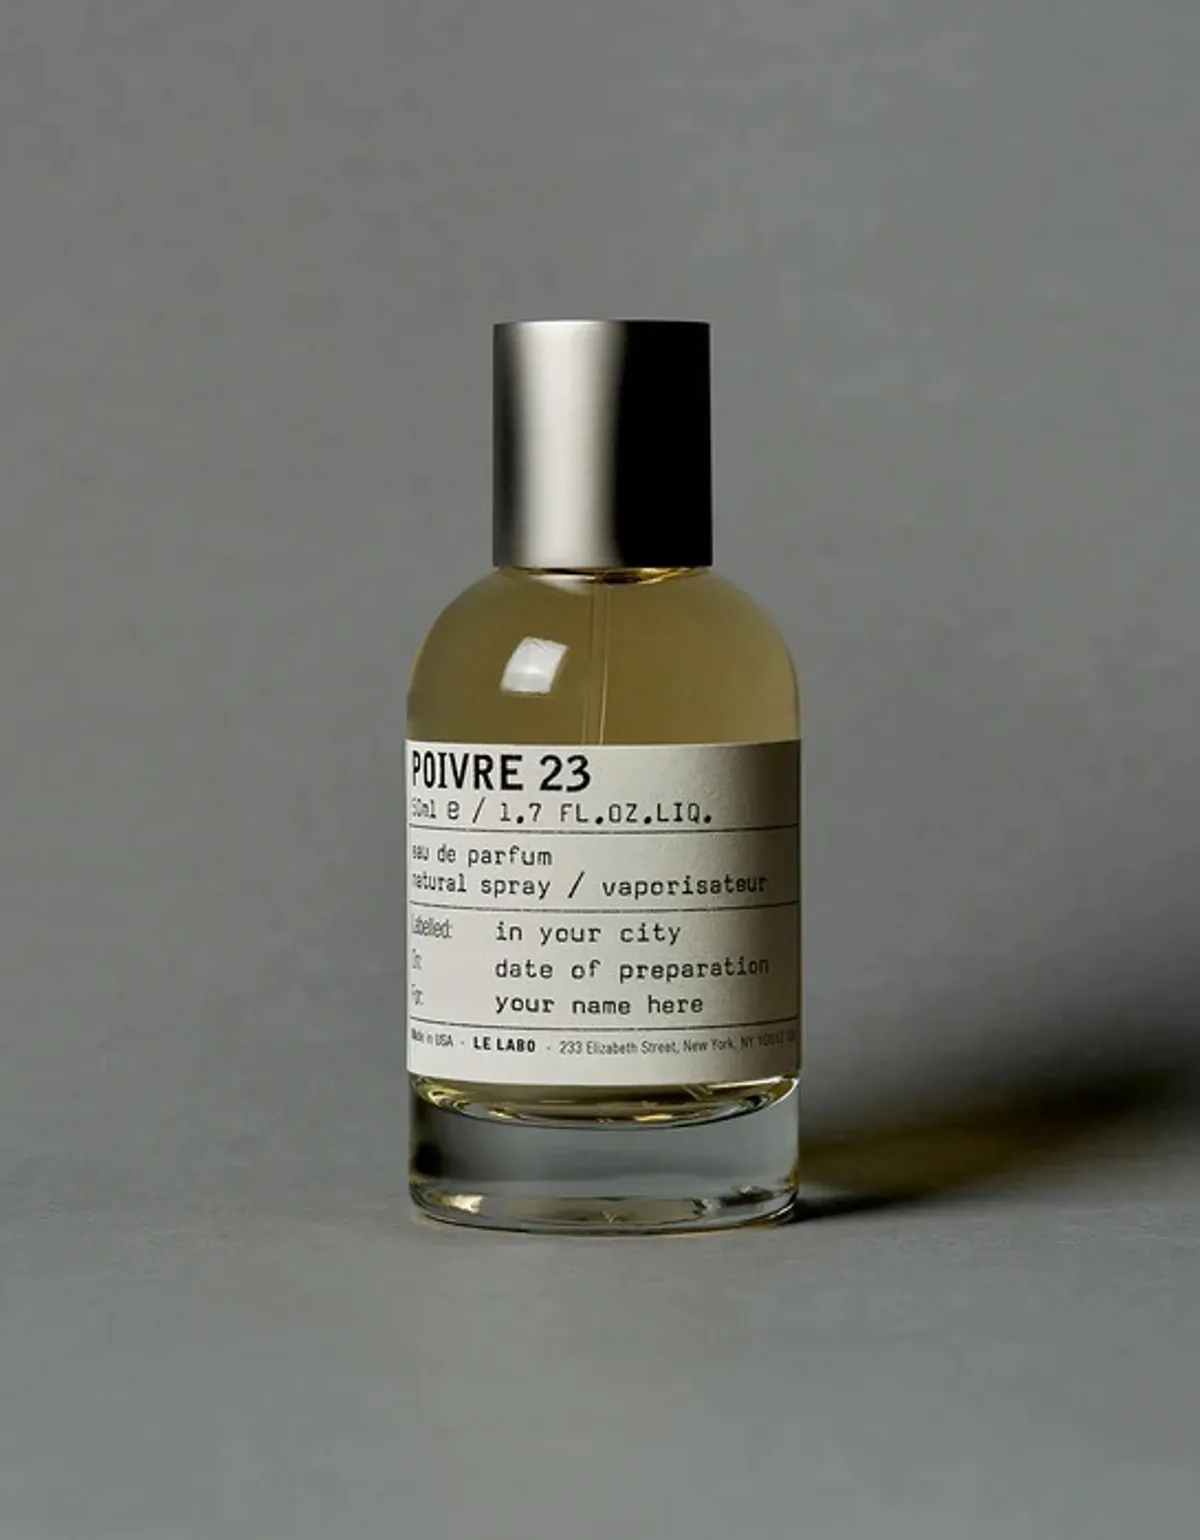 POIVRE 23
50ml e / 1.7 FL.OZ.LIQ.
eau de parfum
natural spray / vaporisateur
Labelled: in your city
On: date of preparation
For: your name here
Made in USA - LE LABO - 233 Elizabeth Street, New York, NY 10012